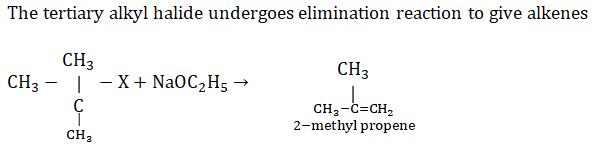 The tertiary alkyl halide undergoes elimination reaction to give alkenes
CH₃
CH₃ − | − X + NaOC₂H₅ →
C
|
CH₃
CH₃
|
CH₃−C=CH₂
2−methyl propene